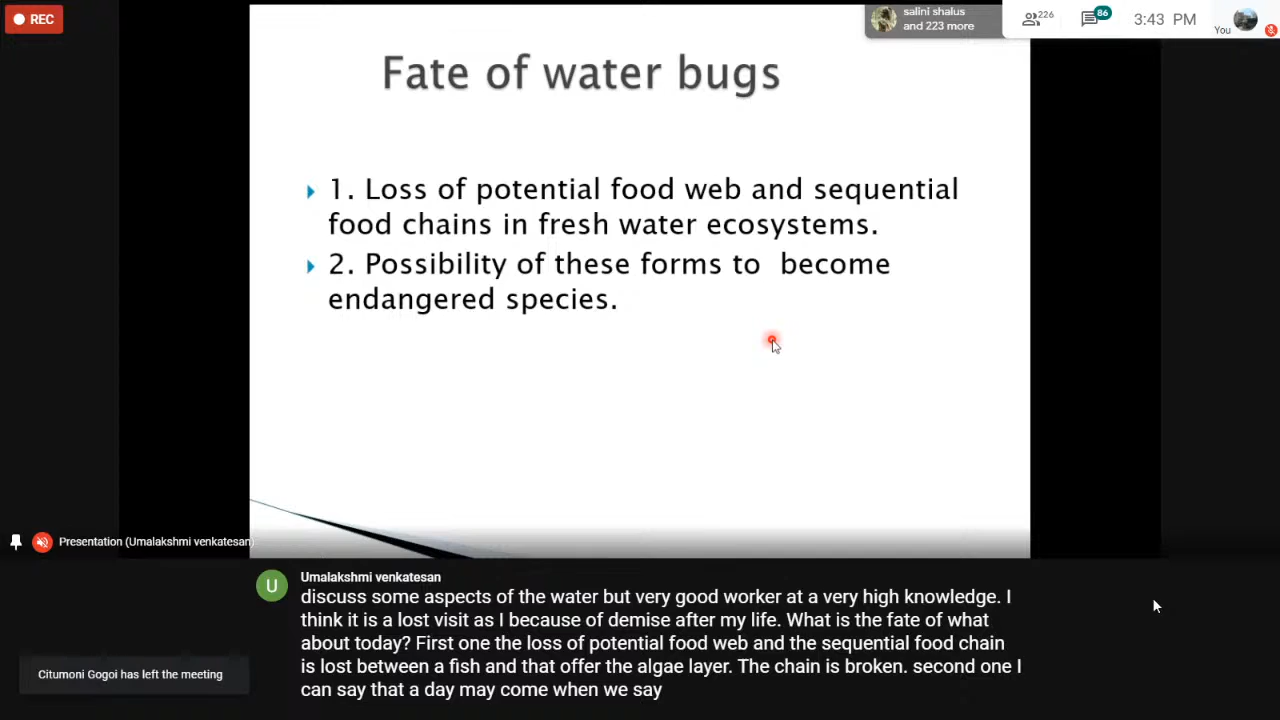 REC
salini shalus
and 223 more
226
86
3:43 PM
You
Fate of water bugs
1. Loss of potential food web and sequential
food chains in fresh water ecosystems.
2. Possibility of these forms to become
endangered species.
Presentation (Umalakshmi venkatesan)
U
Umalakshmi venkatesan
discuss some aspects of the water but very good worker at a very high knowledge. I
think it is a lost visit as I because of demise after my life. What is the fate of what
about today? First one the loss of potential food web and the sequential food chain
is lost between a fish and that offer the algae layer. The chain is broken. second one I
can say that a day may come when we say
Citumoni Gogoi has left the meeting